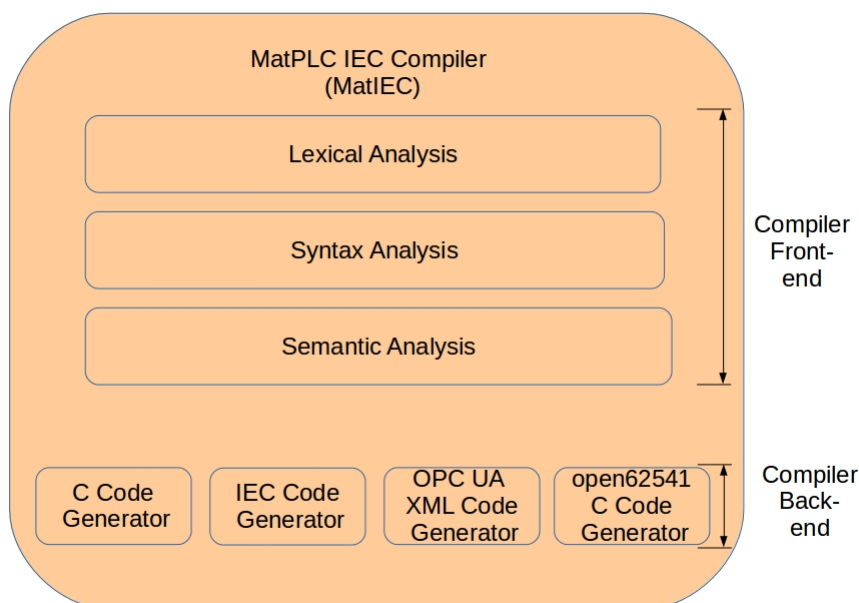 MatPLC IEC Compiler
(MatIEC)
Lexical Analysis
Syntax Analysis
Semantic Analysis
Compiler
Front-
end
C Code
Generator
IEC Code
Generator
OPC UA
XML Code
Generator
open62541
C Code
Generator
Compiler
Back-
end